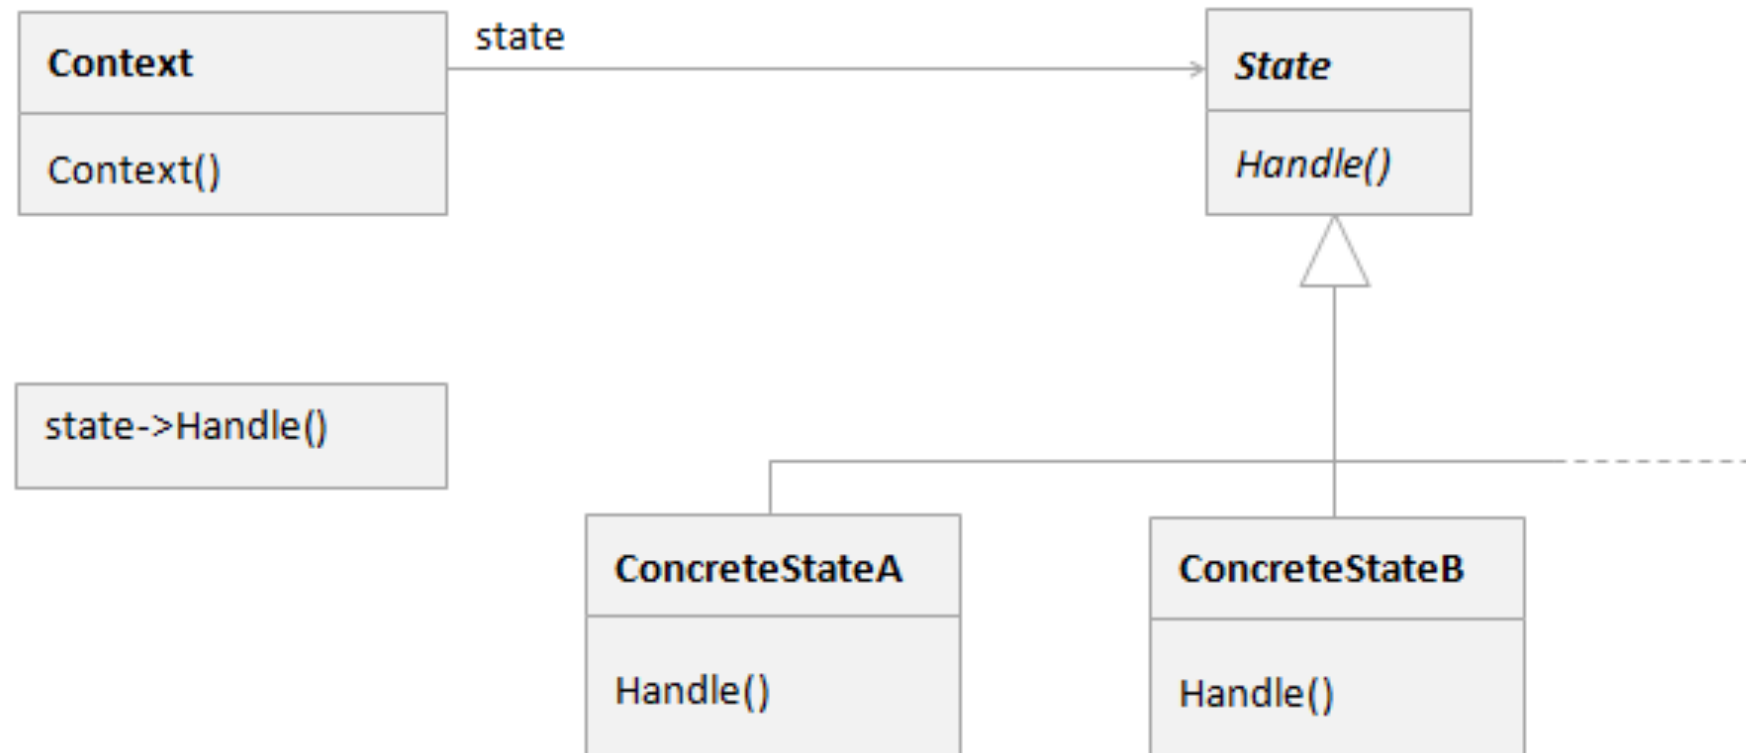 Context
Context()
state
State
Handle()
state->Handle()
ConcreteStateA
Handle()
ConcreteStateB
Handle()